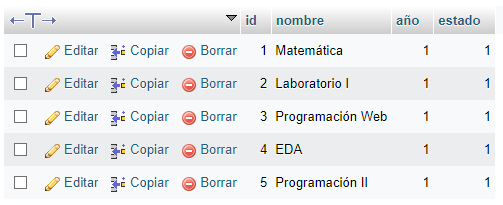 id nombre año estado
Editar Copiar Borrar 1 Matemática 1 1
Editar Copiar Borrar 2 Laboratorio I 1 1
Editar Copiar Borrar 3 Programación Web 1 1
Editar Copiar Borrar 4 EDA 1 1
Editar Copiar Borrar 5 Programación II 1 1